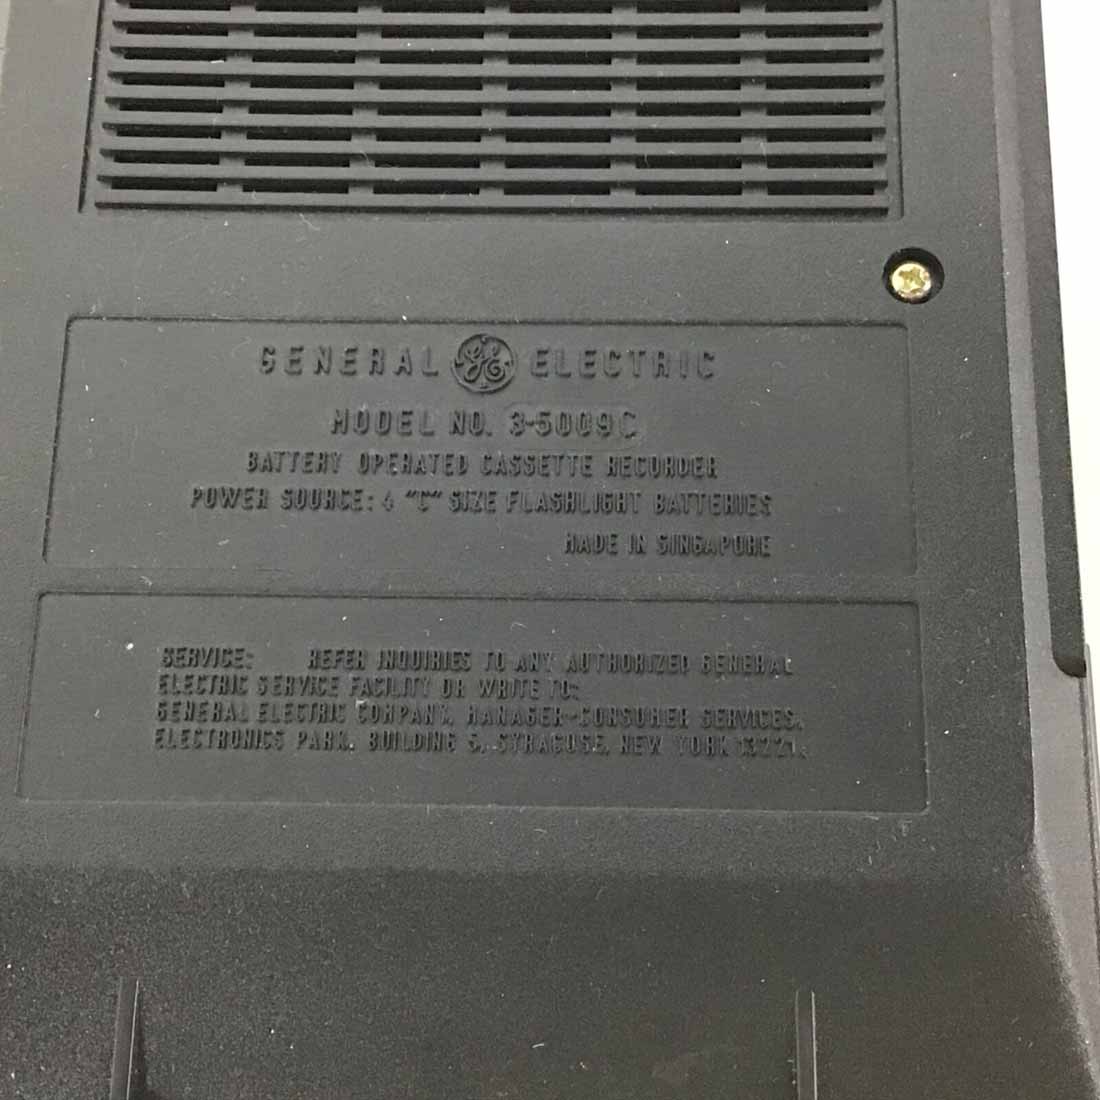 GENERAL GE ELECTRIC
MODEL NO. 3-5009C
BATTERY OPERATED CASSETTE RECORDER
POWER SOURCE: 4 "C" SIZE FLASHLIGHT BATTERIES
MADE IN SINGAPORE
SERVICE: REFER INQUIRIES TO ANY AUTHORIZED GENERAL
ELECTRIC SERVICE FACILITY OR WRITE TO:
GENERAL ELECTRIC COMPANY, MANAGER-CONSUMER SERVICES,
ELECTRONICS PARK, BUILDING 5, SYRACUSE, NEW YORK 13221.